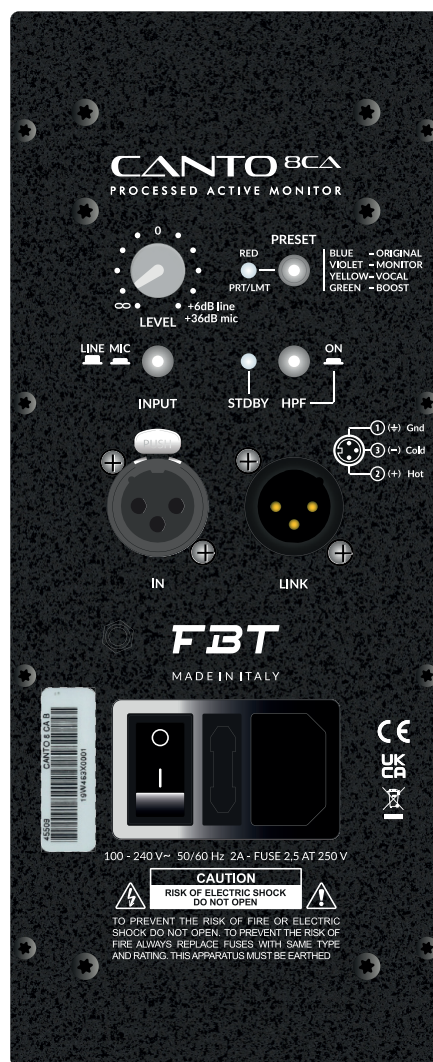 CANTO 8CA
PROCESSED ACTIVE MONITOR
0
∞
+6dB line
+36dB mic
LEVEL
PRESET
RED
PRT/LMT
BLUE – ORIGINAL
VIOLET – MONITOR
YELLOW – VOCAL
GREEN – BOOST
LINE MIC
INPUT
STDBY
HPF
ON
1 (÷) Gnd
3 (–) Cold
2 (+) Hot
PUSH
IN
LINK
FBT
MADE IN ITALY
45509 CANTO 8 CA B
19W463X0001
CE
UK
CA
100 - 240 V~ 50/60 Hz 2A - FUSE 2,5 AT 250 V
CAUTION
RISK OF ELECTRIC SHOCK
DO NOT OPEN
TO PREVENT THE RISK OF FIRE OR ELECTRIC
SHOCK DO NOT OPEN. TO PREVENT THE RISK OF
FIRE ALWAYS REPLACE FUSES WITH SAME TYPE
AND RATING. THIS APPARATUS MUST BE EARTHED